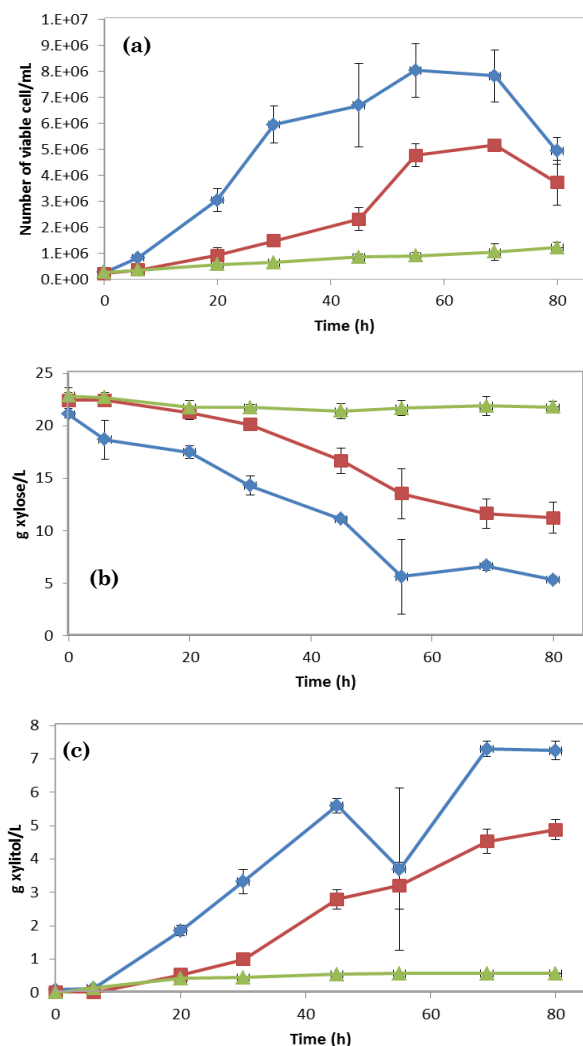 (a)
Number of viable cell/mL
1.E+07
9.E+06
8.E+06
7.E+06
6.E+06
5.E+06
4.E+06
3.E+06
2.E+06
1.E+06
0.E+00
0 20 40 60 80
Time (h)
g xylose/L
25
20
15
10
5
0
(b)
0 20 40 60 80
Time (h)
(c)
g xylitol/L
8
7
6
5
4
3
2
1
0
0 20 40 60 80
Time (h)